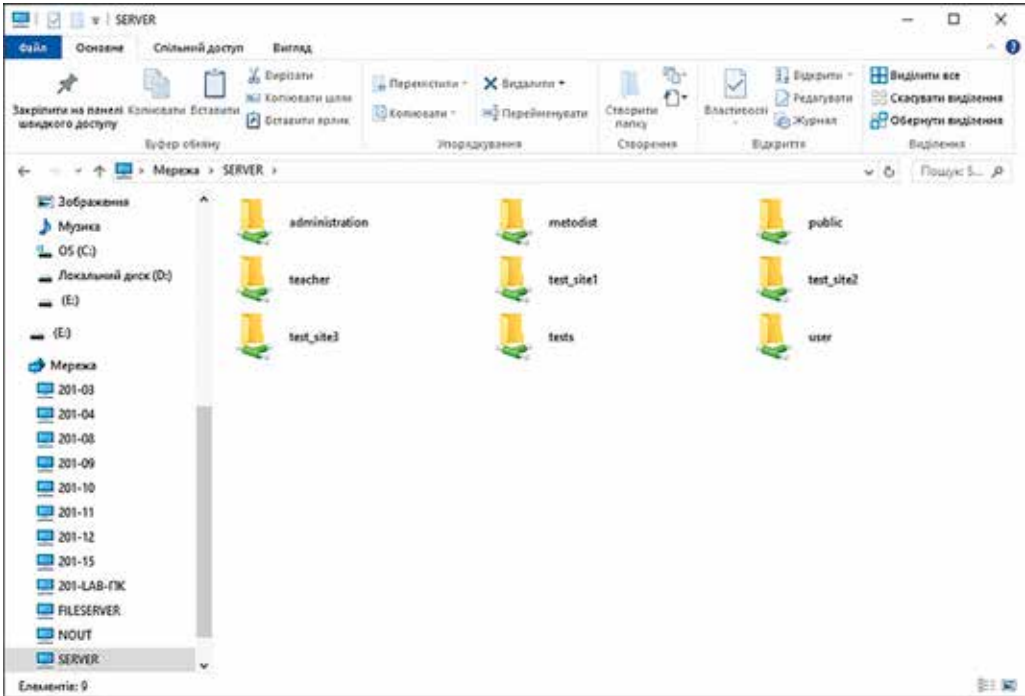 SERVER
Файл Основне Спільний доступ Вигляд
Закріпити на панелі швидкого доступу
Копіювати
Вставити
Вирізати
Копіювати шлях
Вставити ярлик
Буфер обміну
Перемістити
Копіювати
Видалити
Перейменувати
Упорядкування
Створити папку
Створення
Властивості
Відкрити
Редагувати
Журнал
Відкриття
Виділити все
Скасувати виділення
Обернути виділення
Виділення
Мережа > SERVER >
Пошук: S...
Зображення
Музика
OS (C:)
Локальний диск (D:)
(E:)
(E:)
Мережа
201-03
201-04
201-08
201-09
201-10
201-11
201-12
201-15
201-LAB-ПК
FILESERVER
NOUT
SERVER
administration metodist public
teacher test_site1 test_site2
test_site3 tests user
Елементів: 9